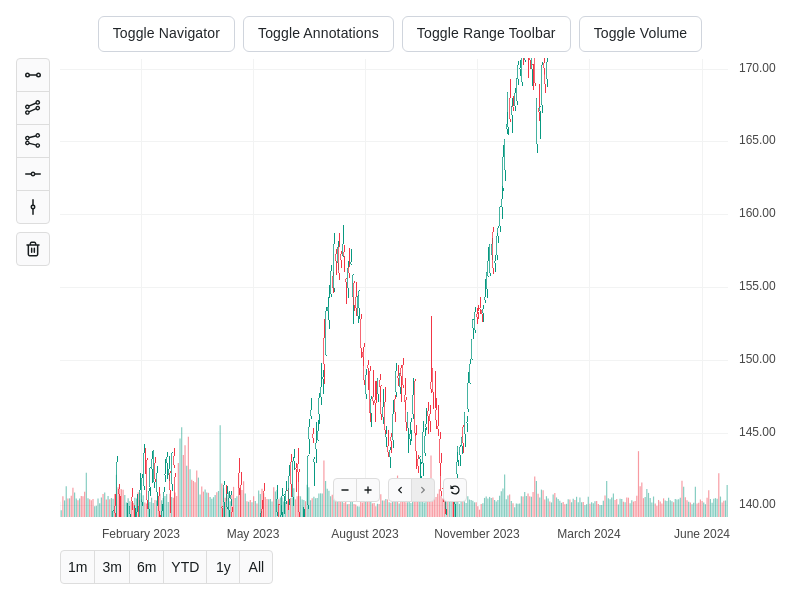 Toggle Navigator Toggle Annotations Toggle Range Toolbar Toggle Volume
170.00
165.00
160.00
155.00
150.00
145.00
140.00
February 2023 May 2023 August 2023 November 2023 March 2024 June 2024
1m 3m 6m YTD 1y All